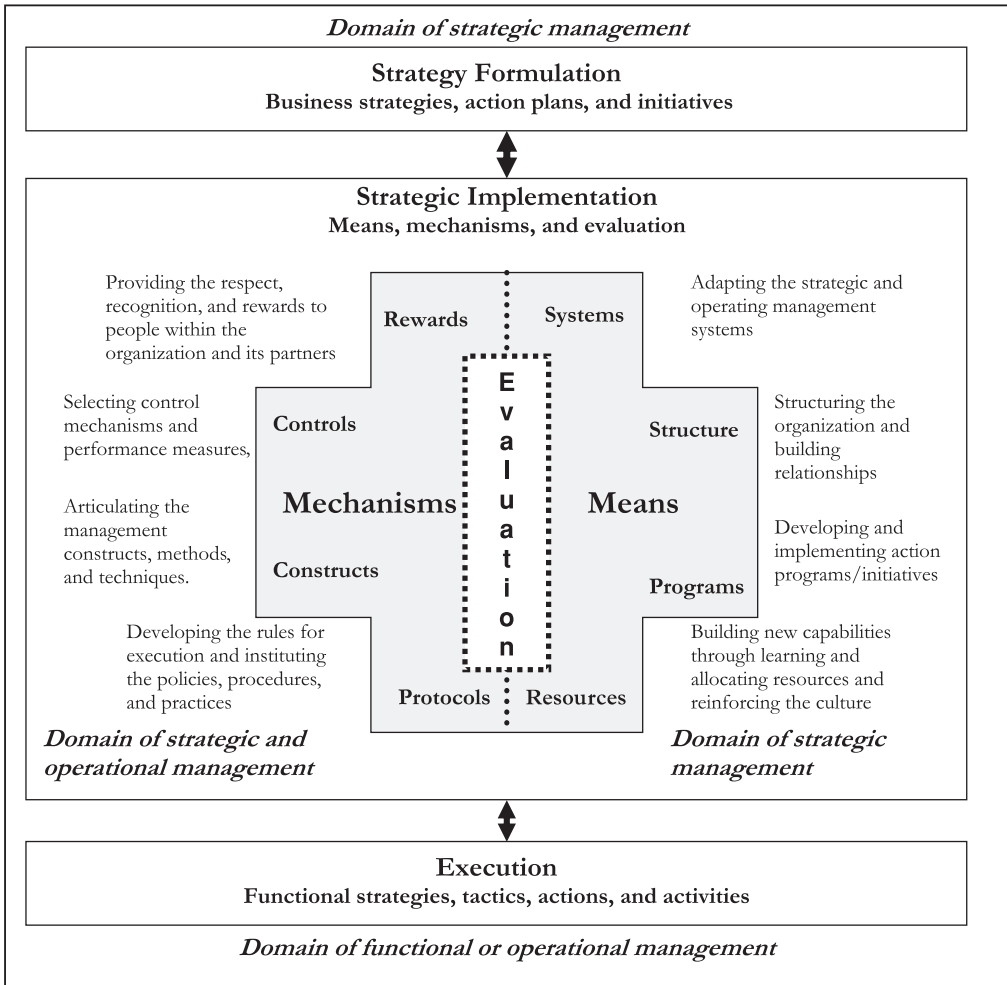 Domain of strategic management
Strategy Formulation
Business strategies, action plans, and initiatives
Strategic Implementation
Means, mechanisms, and evaluation
Providing the respect,
recognition, and rewards to
people within the
organization and its partners
Selecting control
mechanisms and
performance measures,
Articulating the
management
constructs, methods,
and techniques.
Developing the rules for
execution and instituting
the policies, procedures,
and practices
Domain of strategic and
operational management
Rewards
Controls
Mechanisms
Constructs
Protocols
Evaluation
Systems
Structure
Means
Programs
Resources
Adapting the strategic and
operating management
systems
Structuring the
organization and
building
relationships
Developing and
implementing action
programs/initiatives
Building new capabilities
through learning and
allocating resources and
reinforcing the culture
Domain of strategic
management
Execution
Functional strategies, tactics, actions, and activities
Domain of functional or operational management